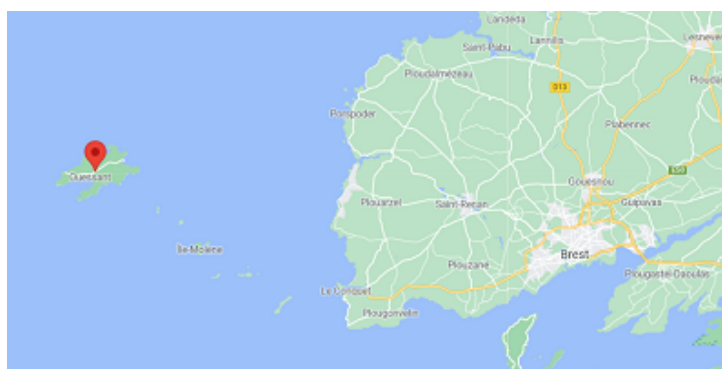 Landéda
Lannilis
Lesneven
Saint-Pabu
Ploudalmézeau
D13
Porspoder
Plabennec
E50
Ouessant
Gouesnou
Plouarzel
Saint-Renan
Guipavas
Île-Molène
Brest
Plouzané
Plougastel-Daoulas
Le Conquet
Plougonvelin